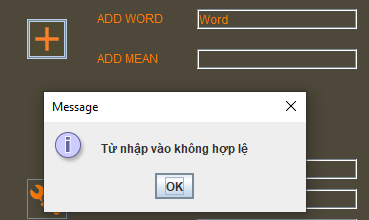 ADD WORD Word
ADD MEAN
Message
Từ nhập vào không hợp lệ
OK